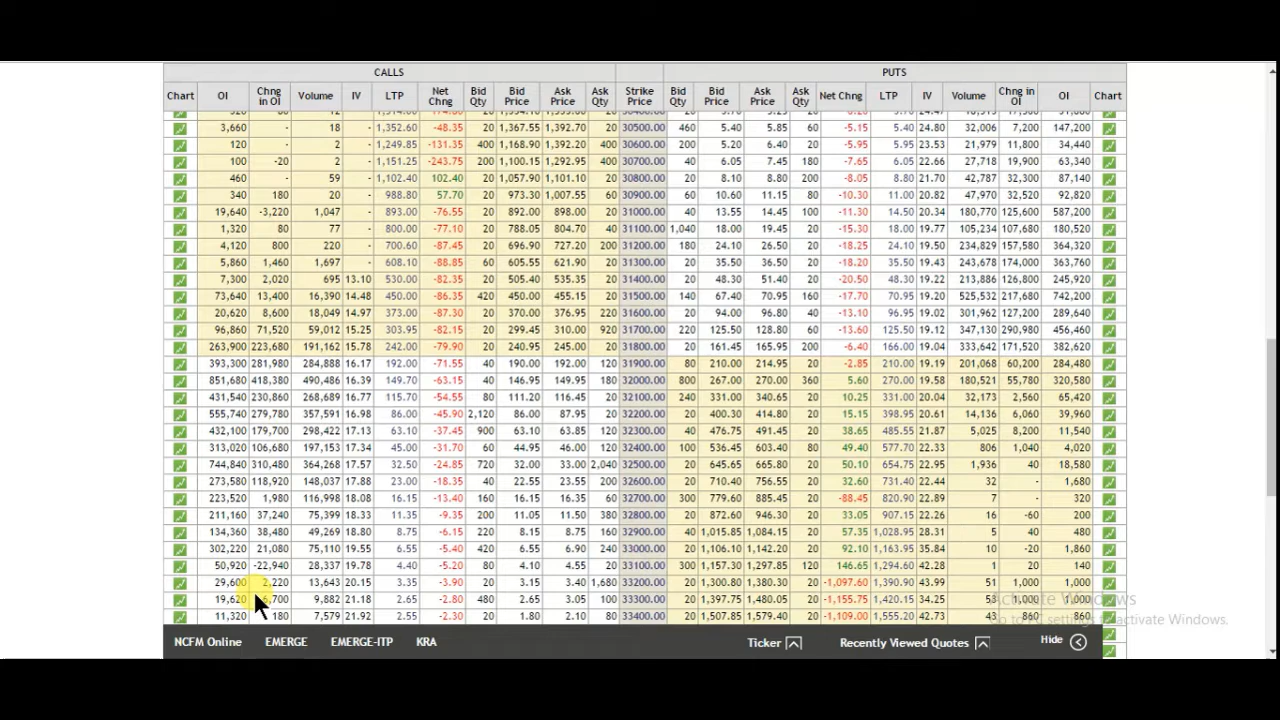 CALLS PUTS
Chart OI Chng in OI Volume IV LTP Net Chng Bid Qty Bid Price Ask Price Ask Qty Strike Price Bid Qty Bid Price Ask Price Ask Qty Net Chng LTP IV Volume Chng in OI OI Chart
3,660 - 18 - 1,352.60 -48.35 20 1,367.55 1,392.70 20 30500.00 460 5.40 5.85 60 -5.15 5.40 24.80 32,006 7,200 147,200
120 - 2 - 1,249.85 -131.35 400 1,168.90 1,392.20 400 30600.00 200 5.20 6.40 20 -5.95 5.95 23.53 21,979 11,800 34,440
100 -20 2 - 1,151.25 -243.75 200 1,100.15 1,292.95 400 30700.00 40 6.05 7.45 180 -7.65 6.05 22.66 27,718 19,900 63,340
460 - 59 - 1,102.40 102.40 20 1,057.90 1,101.10 20 30800.00 20 8.10 8.80 200 -8.05 8.80 21.70 42,787 32,300 87,140
340 180 20 - 988.80 57.70 20 973.30 1,007.55 60 30900.00 60 10.60 11.15 80 -10.30 11.00 20.82 47,970 32,520 92,820
19,640 -3,220 1,047 - 893.00 -76.55 20 892.00 898.00 20 31000.00 40 13.55 14.45 100 -11.30 14.50 20.34 180,770 125,600 587,200
1,320 80 77 - 800.00 -77.10 20 788.05 804.70 40 31100.00 1,040 18.00 19.45 20 -15.30 18.00 19.77 105,234 107,680 180,520
4,120 800 220 - 700.60 -87.45 20 696.90 727.20 200 31200.00 180 24.10 26.50 20 -18.25 24.10 19.50 234,829 157,580 364,320
5,860 1,460 1,697 - 608.10 -88.85 60 605.55 621.90 200 31300.00 20 35.50 36.50 20 -18.20 35.50 19.43 243,678 174,000 363,760
7,300 2,020 695 13.10 530.00 -82.35 20 505.40 535.35 20 31400.00 20 48.30 51.40 20 -20.50 48.30 19.22 213,886 126,800 245,920
73,640 13,400 16,390 14.48 450.00 -86.35 420 450.00 455.15 20 31500.00 140 67.40 70.95 160 -17.70 70.95 19.20 525,532 217,680 742,200
20,620 8,600 14,049 14.97 373.00 -87.30 20 370.00 376.95 220 31600.00 20 94.00 96.80 40 -13.10 96.95 19.02 301,962 127,200 289,640
96,860 71,520 59,012 15.25 303.95 -82.15 20 299.45 310.00 920 31700.00 220 125.50 128.80 60 -13.60 125.50 19.12 347,130 290,980 456,460
263,900 223,680 191,162 15.78 242.00 -79.90 20 240.95 245.00 20 31800.00 20 161.45 165.95 200 -6.40 166.00 19.04 333,642 171,520 382,620
393,300 281,980 284,888 16.17 192.00 -71.55 40 190.00 192.00 120 31900.00 80 210.00 214.95 20 -2.85 210.00 19.19 201,068 60,200 284,480
851,680 418,380 490,486 16.39 149.70 -63.15 40 146.95 149.95 180 32000.00 800 267.00 270.00 360 5.60 270.00 19.58 180,521 55,780 320,580
431,540 230,860 268,689 16.77 115.70 -54.55 80 111.20 116.45 20 32100.00 240 331.00 340.65 20 10.25 331.00 20.04 32,173 2,560 65,420
555,740 279,780 357,591 16.98 86.00 -45.90 2,120 86.00 87.95 20 32200.00 20 400.30 414.80 20 15.15 398.95 20.61 14,136 6,060 39,960
432,100 179,700 298,422 17.13 63.10 -37.45 900 63.10 63.85 120 32300.00 40 476.75 491.45 20 38.65 485.55 21.87 5,025 8,200 11,540
313,020 106,680 197,153 17.34 45.00 -31.70 60 44.95 46.00 120 32400.00 100 536.45 603.40 80 49.40 577.70 22.33 806 1,040 4,020
744,840 310,480 364,268 17.57 32.50 -24.85 720 32.00 33.00 2,040 32500.00 20 645.65 665.80 20 50.10 654.75 22.95 1,936 40 18,580
273,580 118,920 148,037 17.88 23.00 -18.35 40 22.55 23.55 200 32600.00 20 710.40 756.55 20 32.60 731.40 22.44 32 - 1,680
223,520 1,980 116,998 18.08 16.15 -13.40 160 16.15 16.35 60 32700.00 300 779.60 885.45 20 -88.45 820.90 22.89 7 - 320
211,160 37,240 75,399 18.33 11.35 -9.35 200 11.05 11.50 380 32800.00 20 872.60 946.30 20 33.05 907.15 22.26 16 -60 200
134,360 38,480 49,269 18.84 8.75 -6.15 220 8.15 8.75 160 32900.00 40 1,015.85 1,084.15 20 57.35 1,028.95 28.31 5 40 480
302,220 21,080 75,110 19.55 6.55 -5.40 420 6.55 6.90 240 33000.00 20 1,106.10 1,142.20 20 92.10 1,163.95 35.84 10 -20 1,860
50,920 -22,940 28,337 19.78 4.40 -5.20 80 4.10 4.55 20 33100.00 300 1,157.30 1,297.85 120 146.65 1,294.60 42.28 1 20 140
29,600 2,220 13,643 20.15 3.35 -3.90 20 3.15 3.40 1,680 33200.00 20 1,300.80 1,380.30 20 -1,097.60 1,390.90 43.99 51 1,000 1,000
19,620 9,882 21.18 2.65 -2.80 480 2.65 3.05 100 33300.00 20 1,397.75 1,480.05 20 -1,155.75 1,420.15 34.25 53 1,000 1,000
11,320 180 7,579 21.92 2.55 -2.30 20 1.80 2.10 80 33400.00 20 1,507.85 1,579.40 20 -1,109.00 1,555.20 42.73 43 860 860
Activate Windows
Go to PC settings to activate Windows.
NCFM Online EMERGE EMERGE-ITP KRA Ticker Recently Viewed Quotes Hide